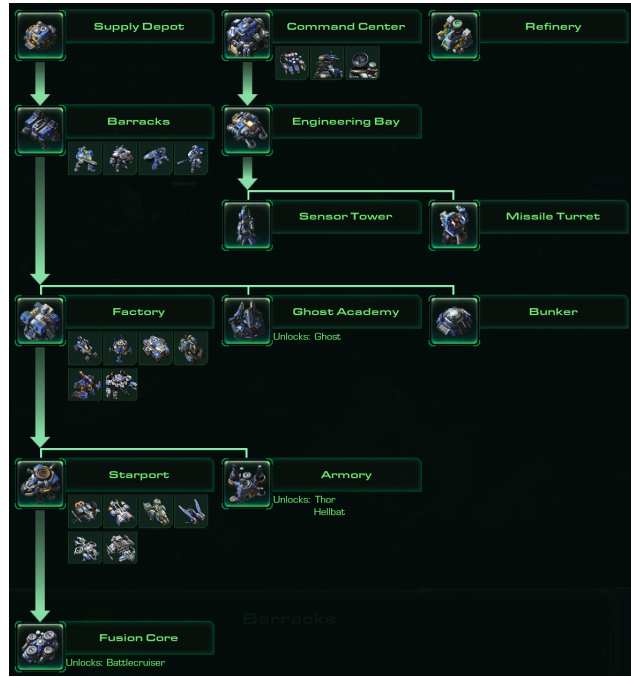 Supply Depot
Command Center
Refinery
Barracks
Engineering Bay
Sensor Tower
Missile Turret
Factory
Ghost Academy
Bunker
Unlocks: Ghost
Starport
Armory
Unlocks: Thor
Hellbat
Barracks
Fusion Core
Unlocks: Battlecruiser